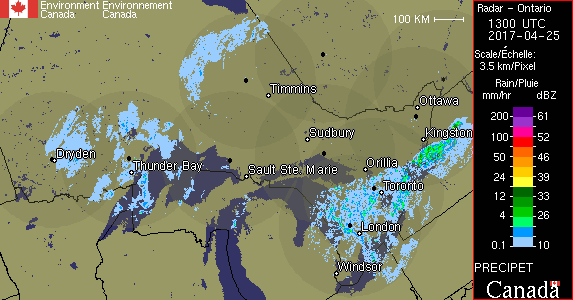 Environment Environnement
Canada Canada
100 KM
Timmins
Ottawa
Sudbury
Kingston
Dryden
Thunder Bay
Sault Ste. Marie
Orillia
Toronto
London
Windsor
Radar - Ontario
1300 UTC
2017-04-25
Scale/Échelle:
3.5 km/Pixel
Rain/Pluie
mm/hr dBZ
200 61
100 52
50 46
24 39
12 33
4 26
0.1 10
PRECIPET
Canada